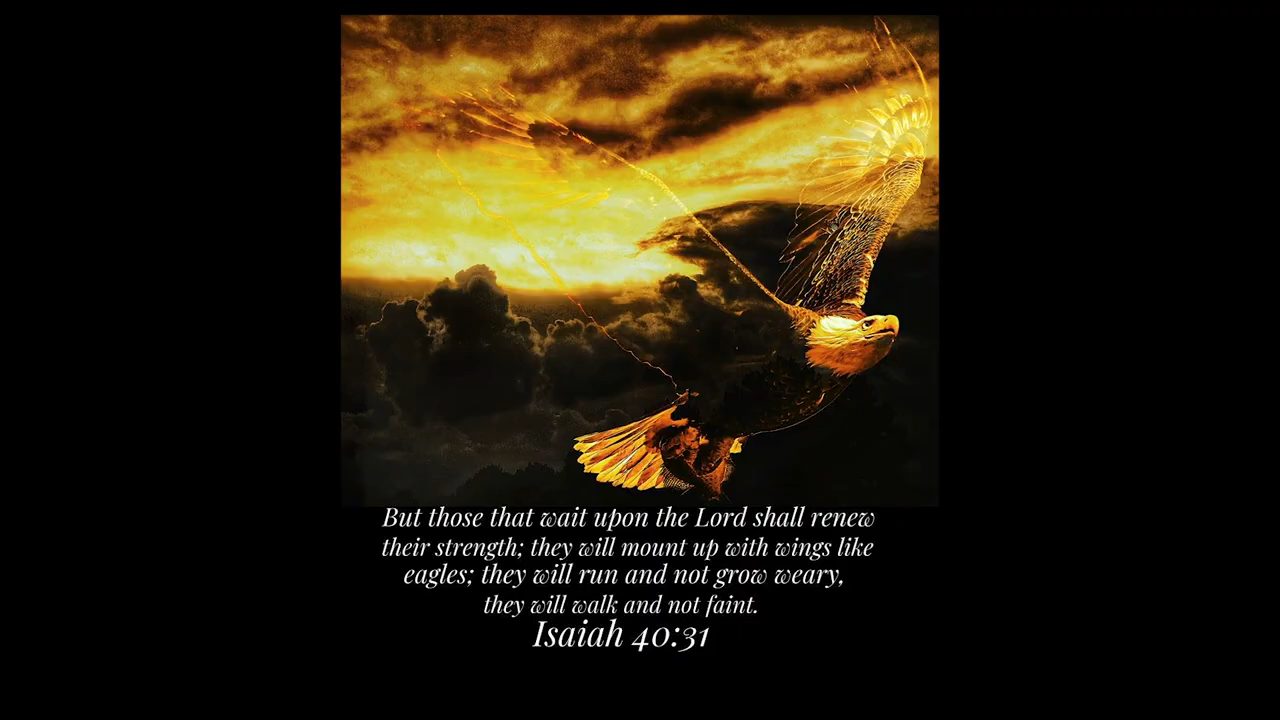 But those that wait upon the Lord shall renew
their strength; they will mount up with wings like
eagles; they will run and not grow weary,
they will walk and not faint.
Isaiah 40:31